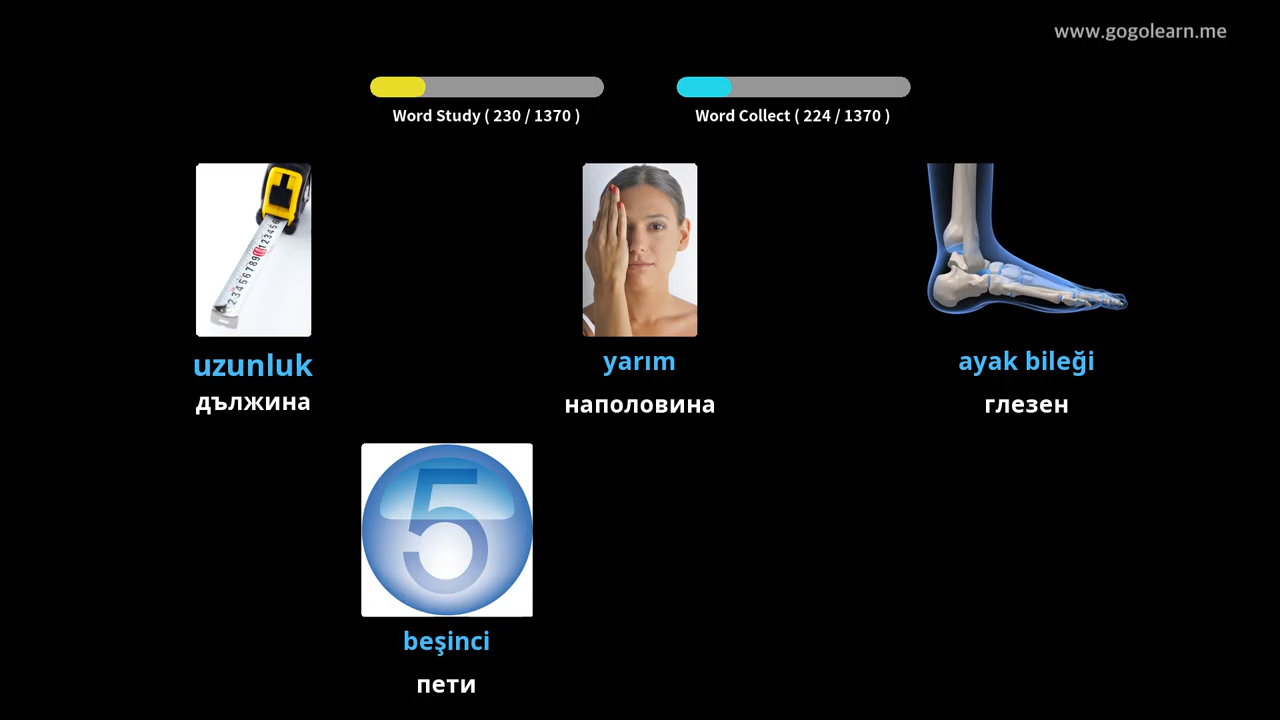 www.gogolearn.me
Word Study ( 230 / 1370 )
Word Collect ( 224 / 1370 )
uzunluk
дължина
yarım
наполовина
ayak bileği
глезен
5
beşinci
пети